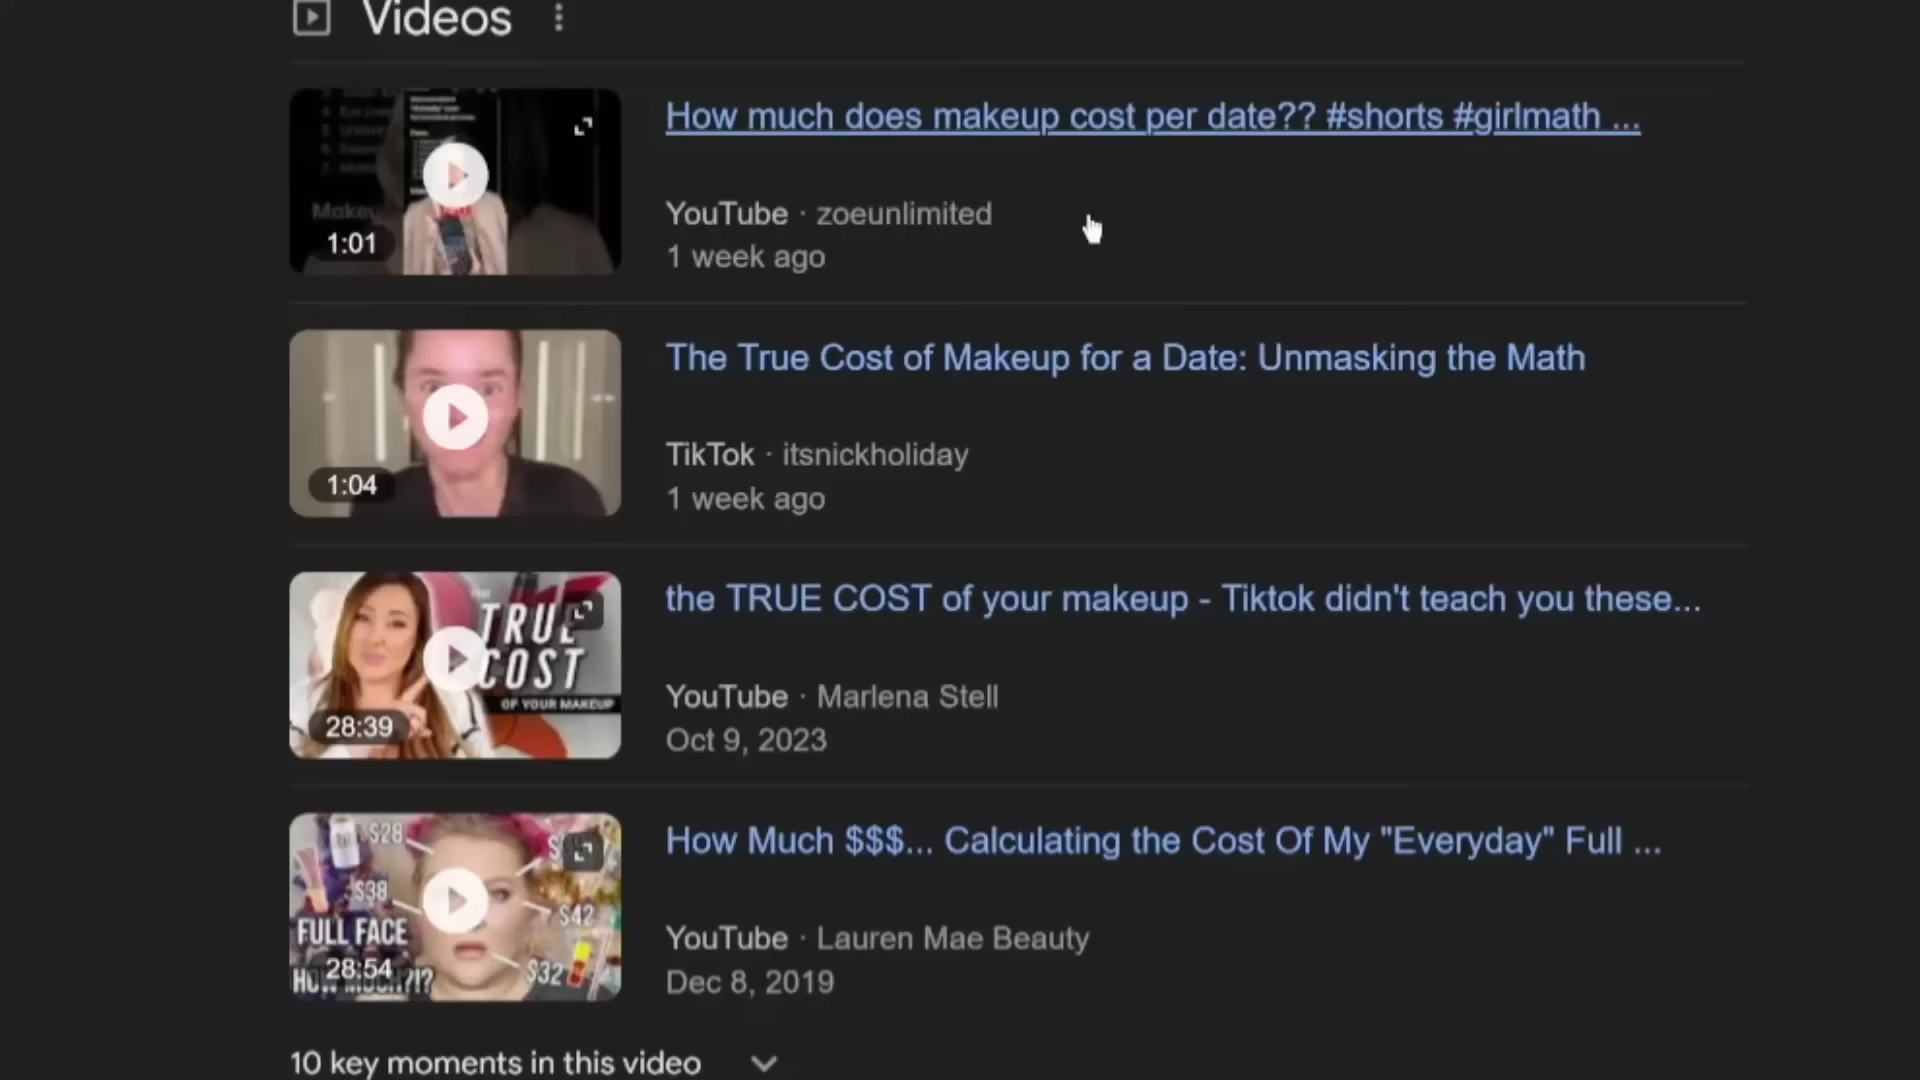 Videos
How much does makeup cost per date?? #shorts #girlmath ...
YouTube · zoeunlimited
1 week ago
1:01
The True Cost of Makeup for a Date: Unmasking the Math
TikTok · itsnickholiday
1 week ago
1:04
the TRUE COST of your makeup - Tiktok didn't teach you these...
YouTube · Marlena Stell
Oct 9, 2023
TRUE
COST
OF YOUR MAKEUP
28:39
How Much $$$... Calculating the Cost Of My "Everyday" Full ...
YouTube · Lauren Mae Beauty
Dec 8, 2019
$28
$38
$42
FULL FACE
$32
28:54
10 key moments in this video